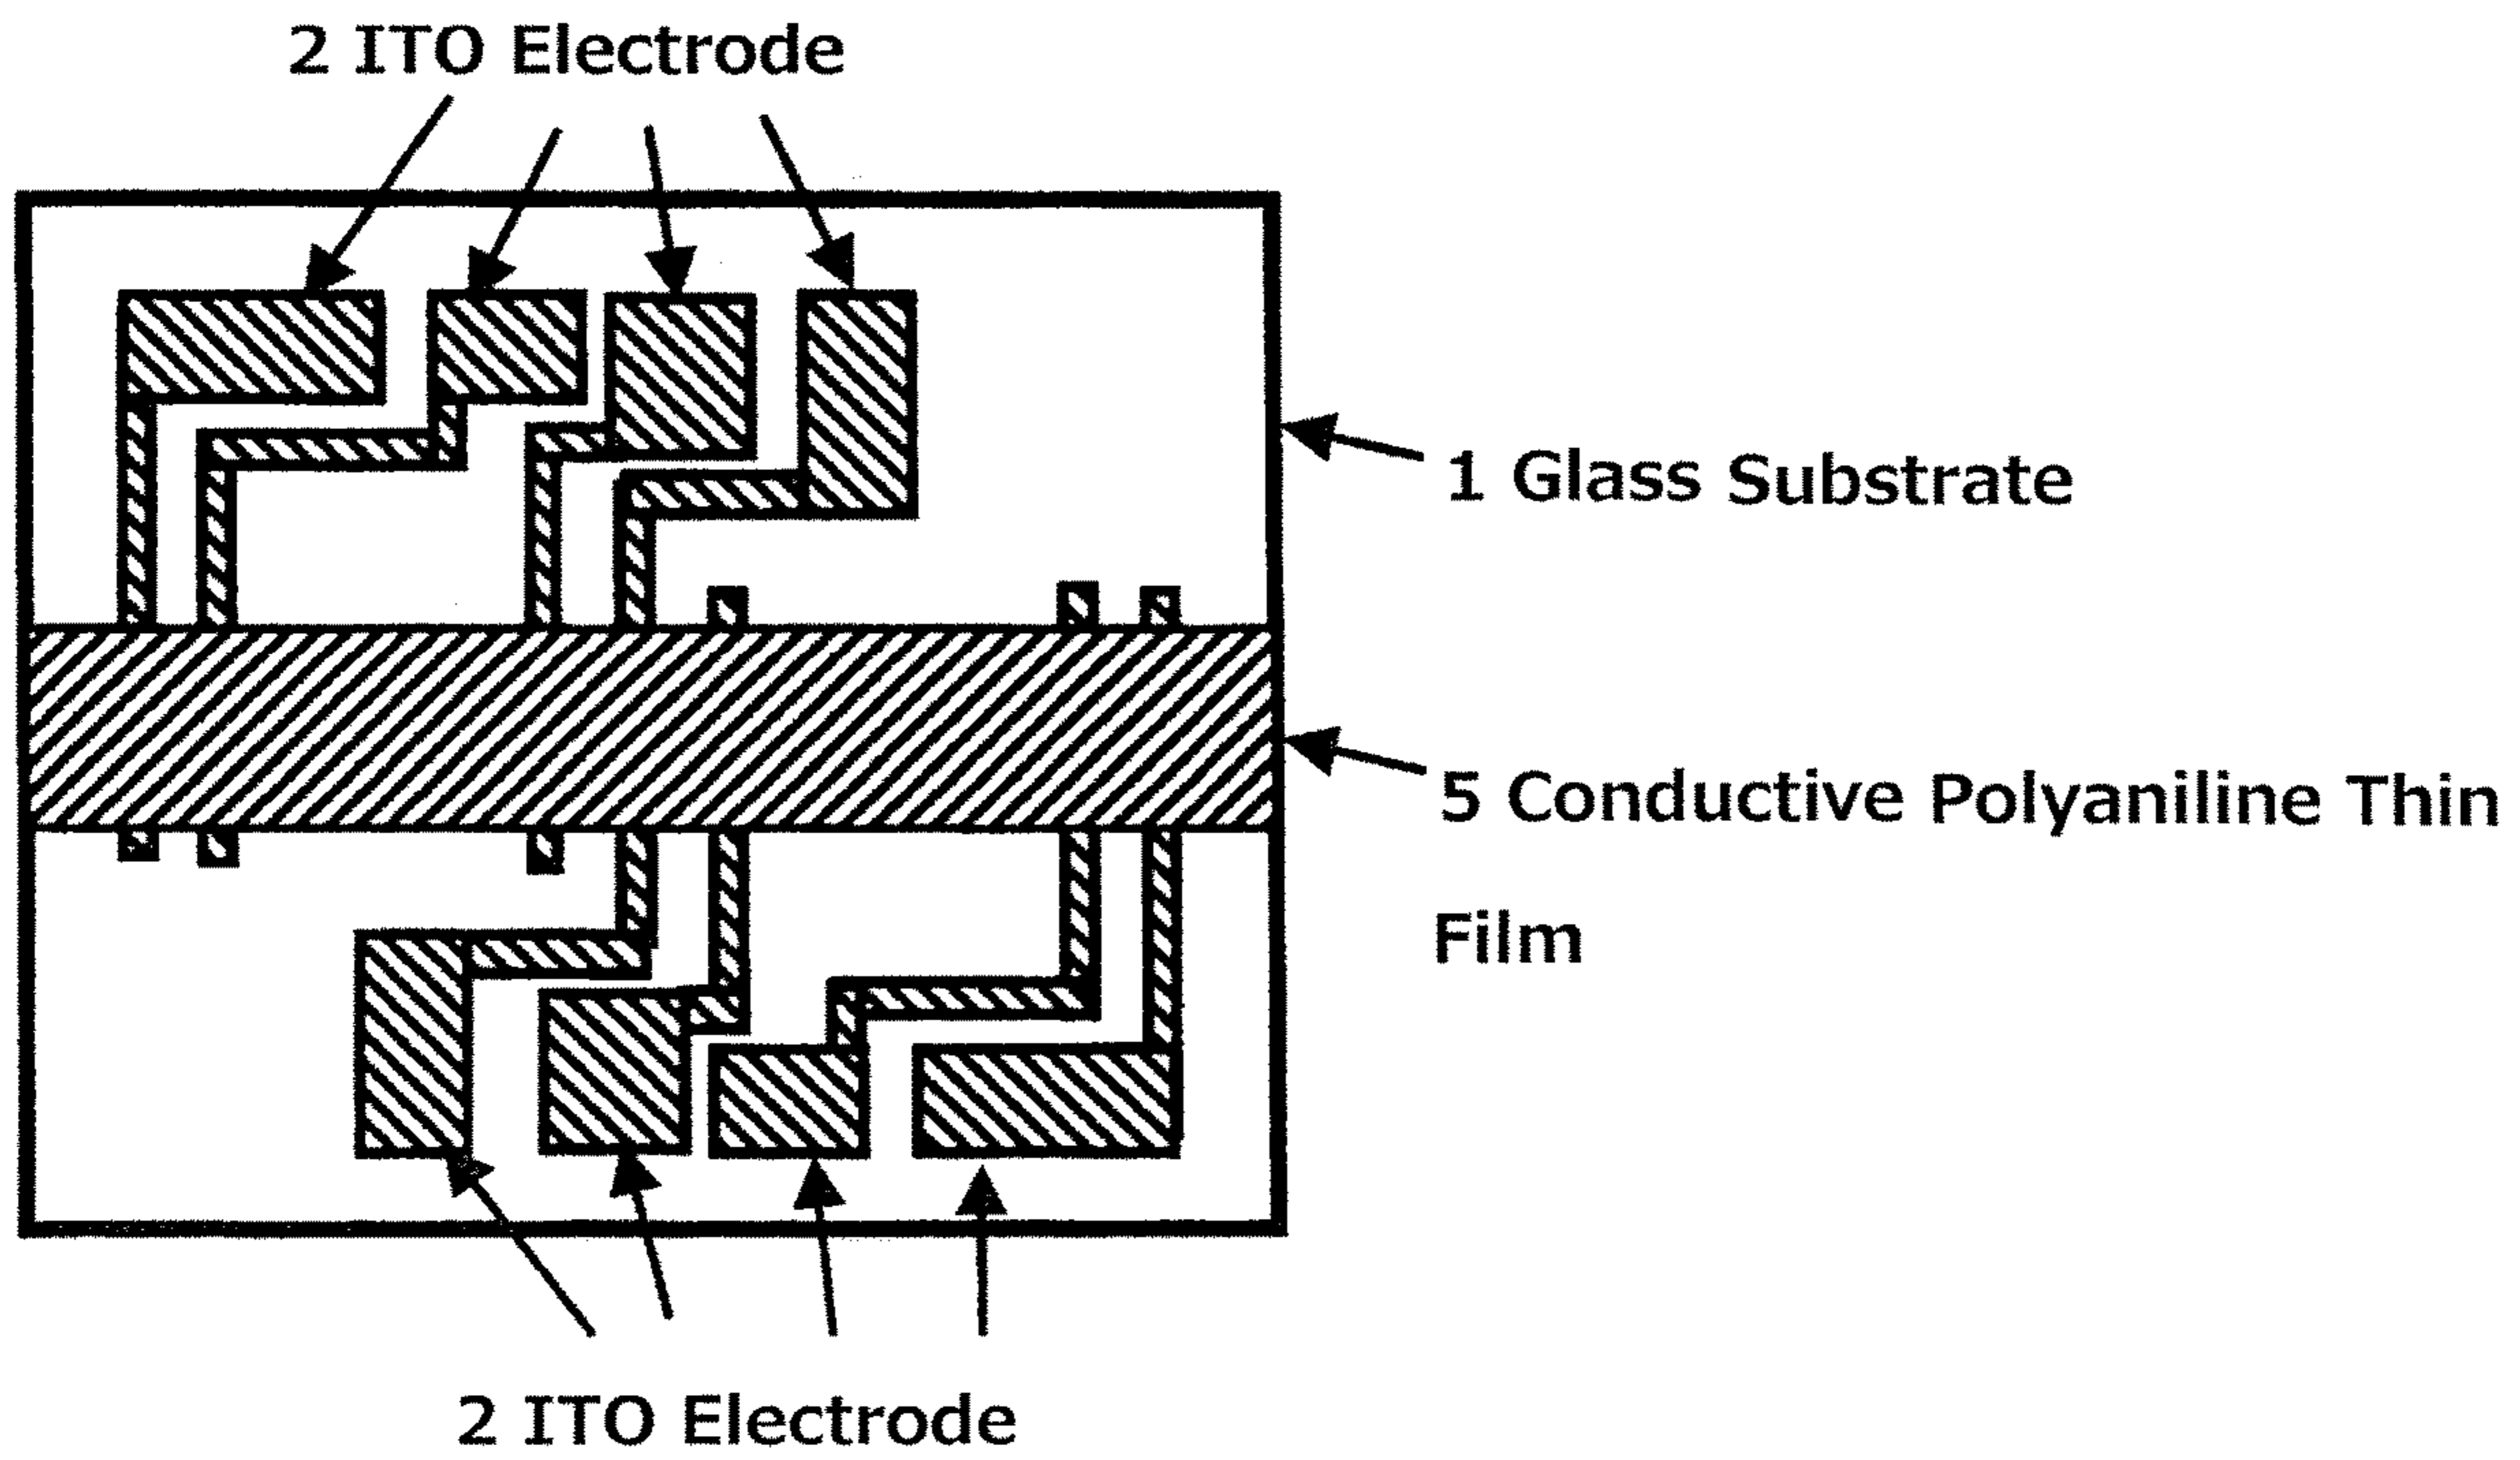 2 ITO Electrode
1 Glass Substrate
5 Conductive Polyaniline Thin
Film
2 ITO Electrode